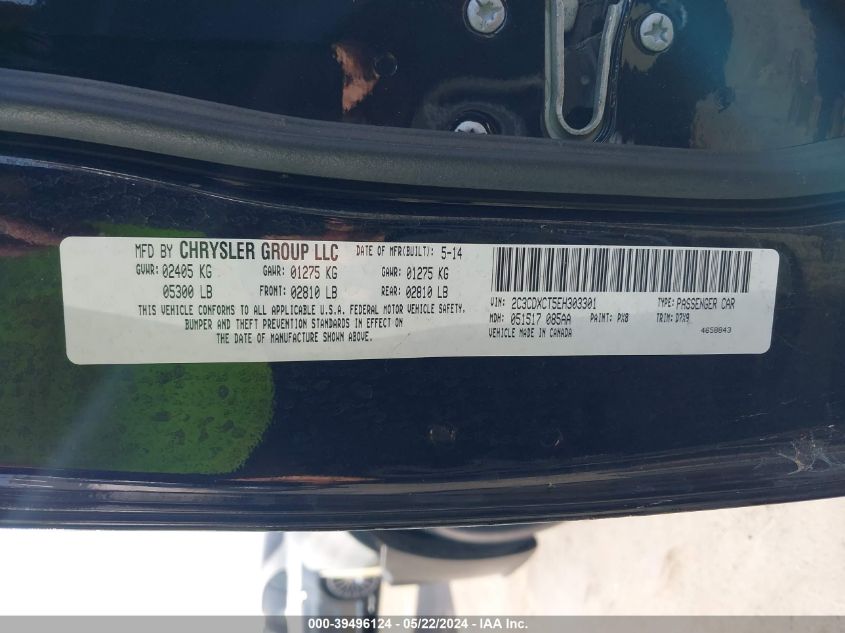 MFD BY CHRYSLER GROUP LLC DATE OF MFR(BUILT): 5-14
GVWR: 02405 KG GAWR: 01275 KG GAWR: 01275 KG
05300 LB FRONT: 02810 LB REAR: 02810 LB
THIS VEHICLE CONFORMS TO ALL APPLICABLE U.S.A. FEDERAL MOTOR VEHICLE SAFETY,
BUMPER AND THEFT PREVENTION STANDARDS IN EFFECT ON
THE DATE OF MANUFACTURE SHOWN ABOVE.
VIN: 2C3CDXCT5EH303301 TYPE: PASSENGER CAR
MDH: 051517 085AA PAINT: PX8 TRIM: D7X9
VEHICLE MADE IN CANADA
4658843
000-39496124 - 05/22/2024 - IAA Inc.